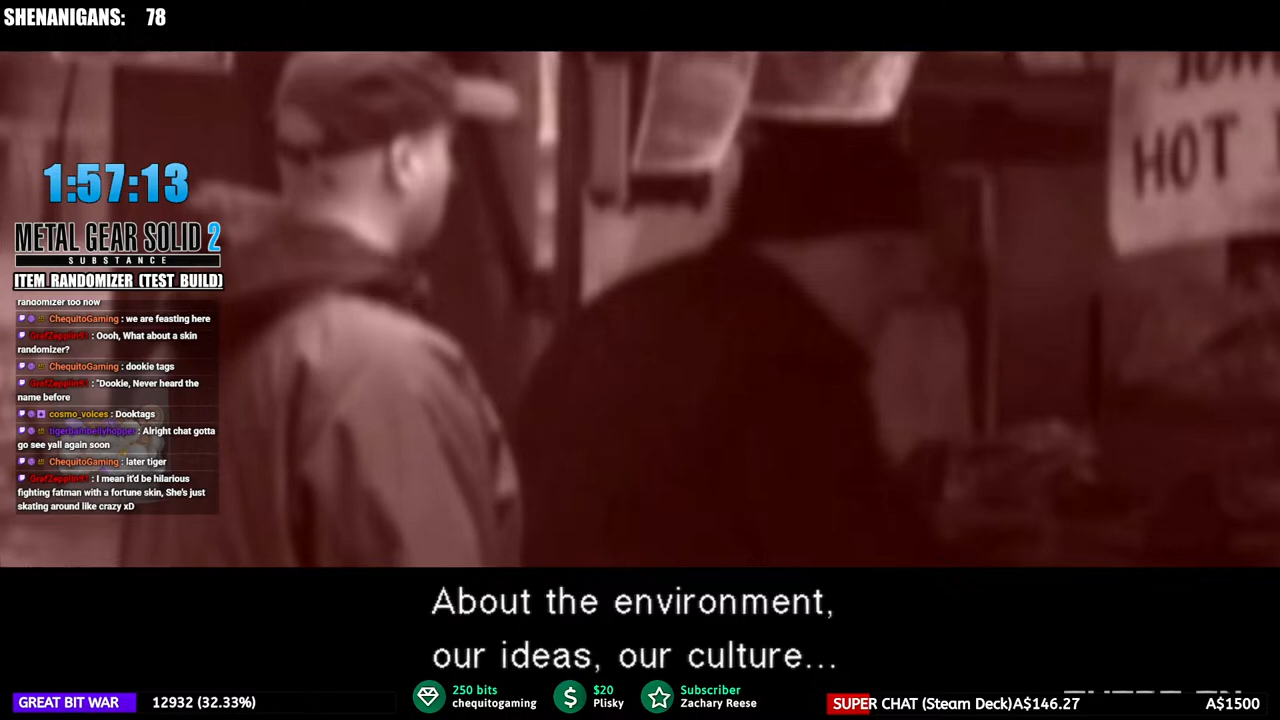 SHENANIGANS: 78
HOT
1:57:13
METAL GEAR SOLID 2
SUBSTANCE
ITEM RANDOMIZER (TEST BUILD)
randomizer too now
ChequitoGaming : we are feasting here
GrafZepplin91 : Oooh, What about a skin
randomizer?
ChequitoGaming : dookie tags
GrafZepplin91 : "Dookie, Never heard the
name before
cosmo_voices : Dooktags
: Alright chat gotta
go see yall again soon
ChequitoGaming : later tiger
GrafZepplin91 : I mean it'd be hilarious
fighting fatman with a fortune skin, She's just
skating around like crazy xD
About the environment,
our ideas, our culture...
GREAT BIT WAR 12932 (32.33%)
250 bits
chequitogaming
$20
Plisky
Subscriber
Zachary Reese
SUPER CHAT (Steam Deck)A$146.27 A$1500